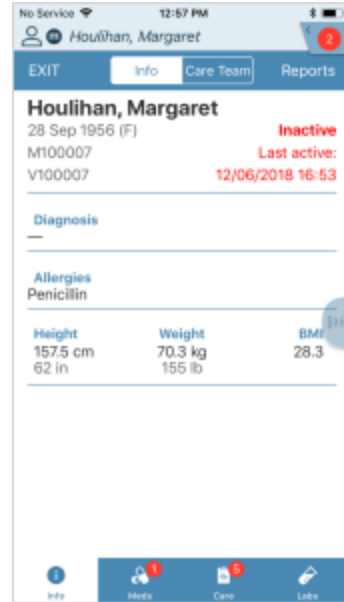 No Service 12:57 PM
Houlihan, Margaret 2
EXIT Info Care Team Reports
Houlihan, Margaret
28 Sep 1956 (F) Inactive
M100007 Last active:
V100007 12/06/2018 16:53
Diagnosis
—
Allergies
Penicillin
Height Weight BMI
157.5 cm 70.3 kg 28.3
62 in 155 lb
1 5
Info Meds Care Labs